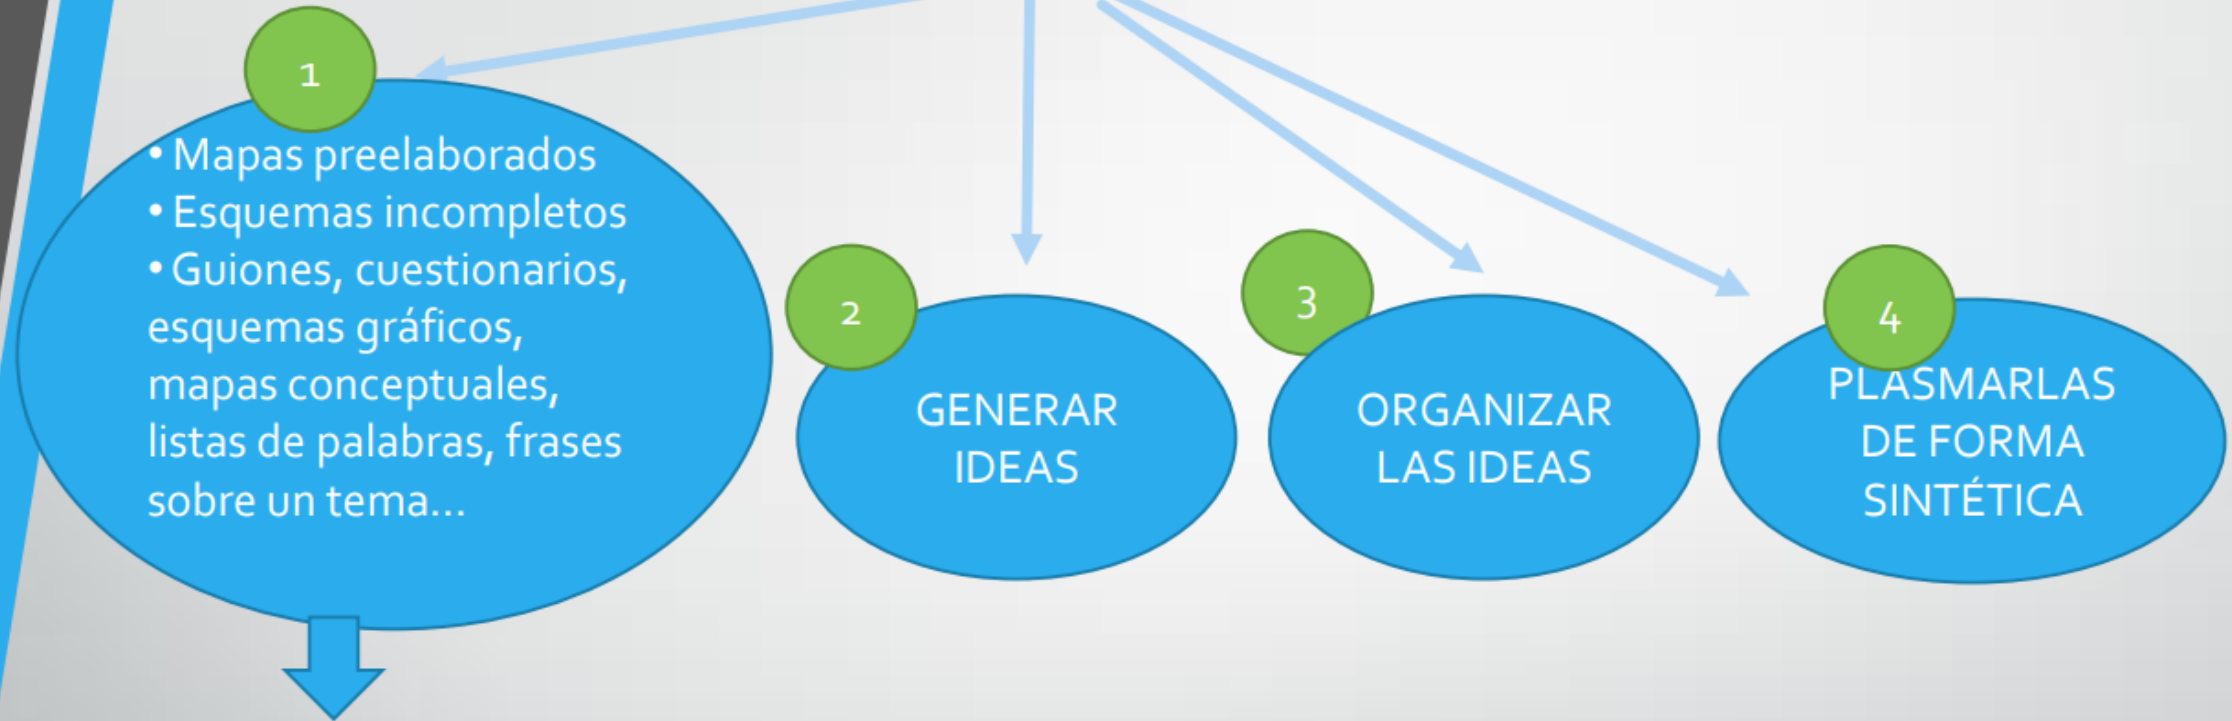 1
• Mapas preelaborados
• Esquemas incompletos
• Guiones, cuestionarios,
esquemas gráficos,
mapas conceptuales,
listas de palabras, frases
sobre un tema...
2
GENERAR
IDEAS
3
ORGANIZAR
LAS IDEAS
4
PLASMARLAS
DE FORMA
SINTÉTICA